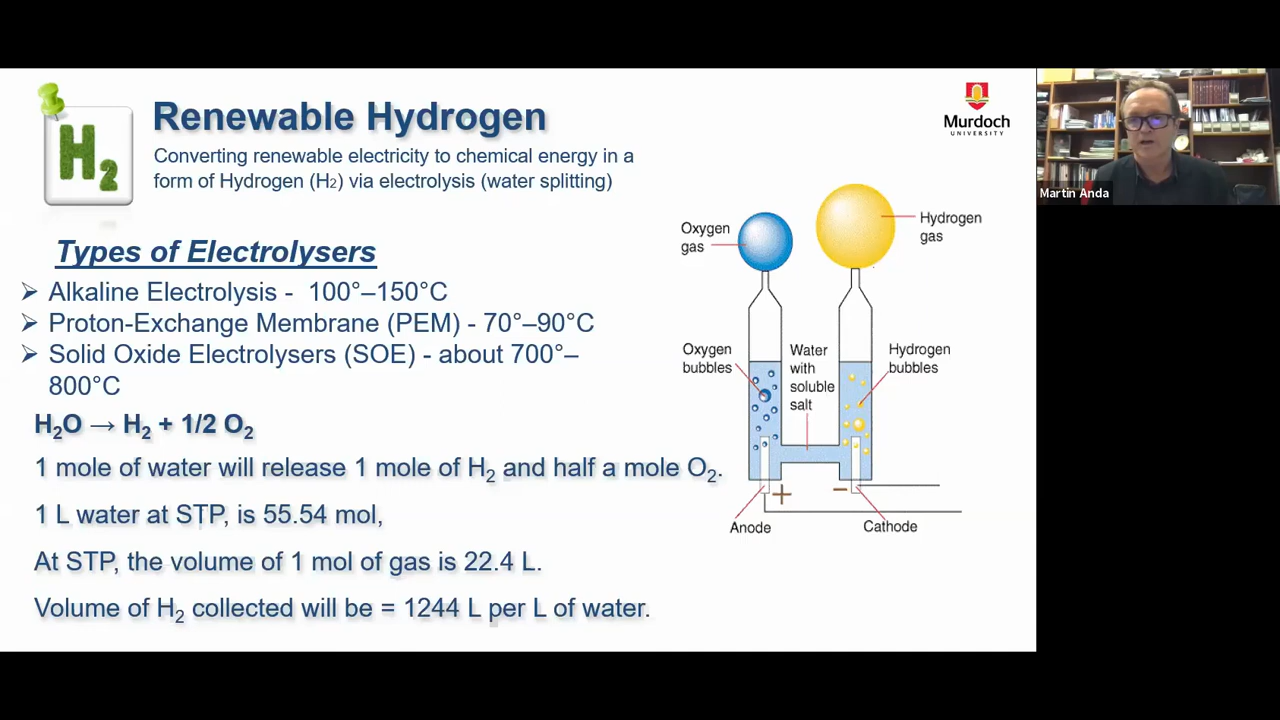 H2
Renewable Hydrogen
Converting renewable electricity to chemical energy in a
form of Hydrogen (H2) via electrolysis (water splitting)
Murdoch
UNIVERSITY
Martin Anda
Types of Electrolysers
➢ Alkaline Electrolysis - 100°–150°C
➢ Proton-Exchange Membrane (PEM) - 70°–90°C
➢ Solid Oxide Electrolysers (SOE) - about 700°–
800°C
H₂O → H₂ + 1/2 O₂
1 mole of water will release 1 mole of H₂ and half a mole O₂.
1 L water at STP, is 55.54 mol,
At STP, the volume of 1 mol of gas is 22.4 L.
Volume of H₂ collected will be = 1244 L per L of water.
Oxygen
gas
Hydrogen
gas
Oxygen
bubbles
Water
with
soluble
salt
Hydrogen
bubbles
+
−
Anode
Cathode